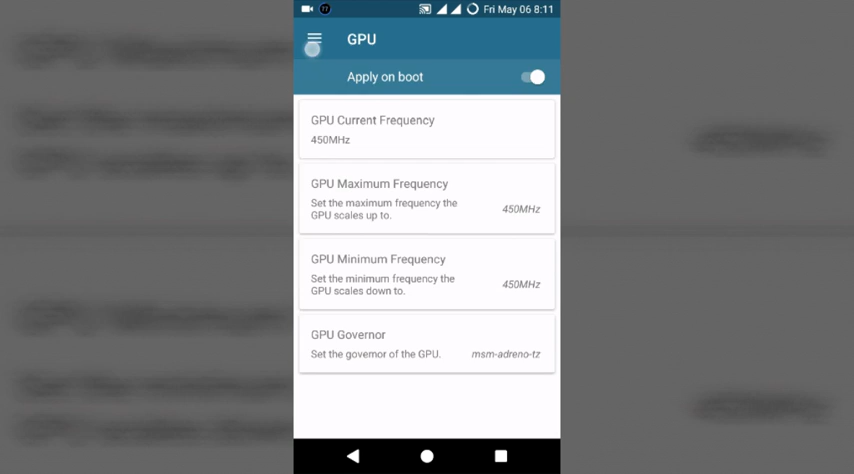 77 Fri May 06 8:11
GPU
Apply on boot
GPU Current Frequency
450MHz
GPU Maximum Frequency
Set the maximum frequency the
GPU scales up to.
450MHz
GPU Minimum Frequency
Set the minimum frequency the
GPU scales down to.
450MHz
GPU Governor
Set the governor of the GPU.
msm-adreno-tz